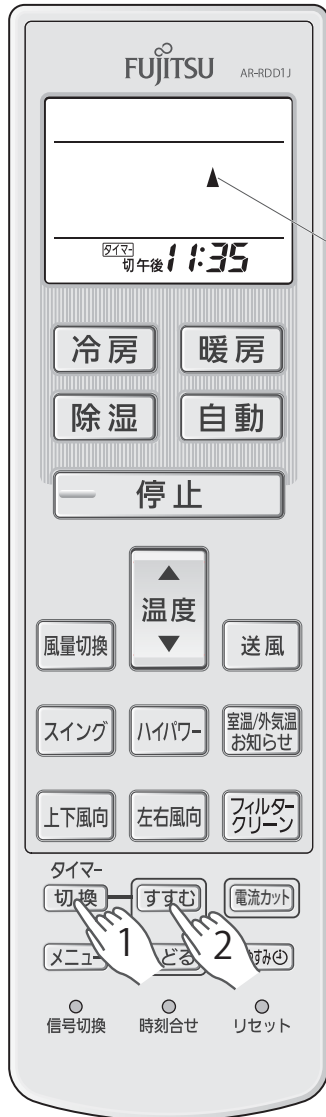 FUJITSU AR-RDD1J
タイマー
切 午後 11:35
冷房 暖房
除湿 自動
停止
▲
温度
▼
風量切換 送風
スイング ハイパワー 室温/外気温
お知らせ
上下風向 左右風向 フィルター
クリーン
タイマー
切換 すすむ 電流カット
1 2
メニュー どる すみ
信号切換 時刻合せ リセット